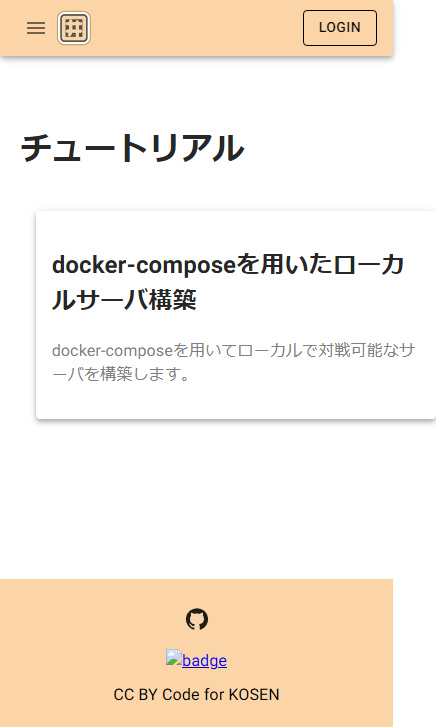 LOGIN
チュートリアル
docker-composeを用いたローカ
ルサーバ構築
docker-composeを用いてローカルで対戦可能なサ
ーバを構築します。
badge
CC BY Code for KOSEN